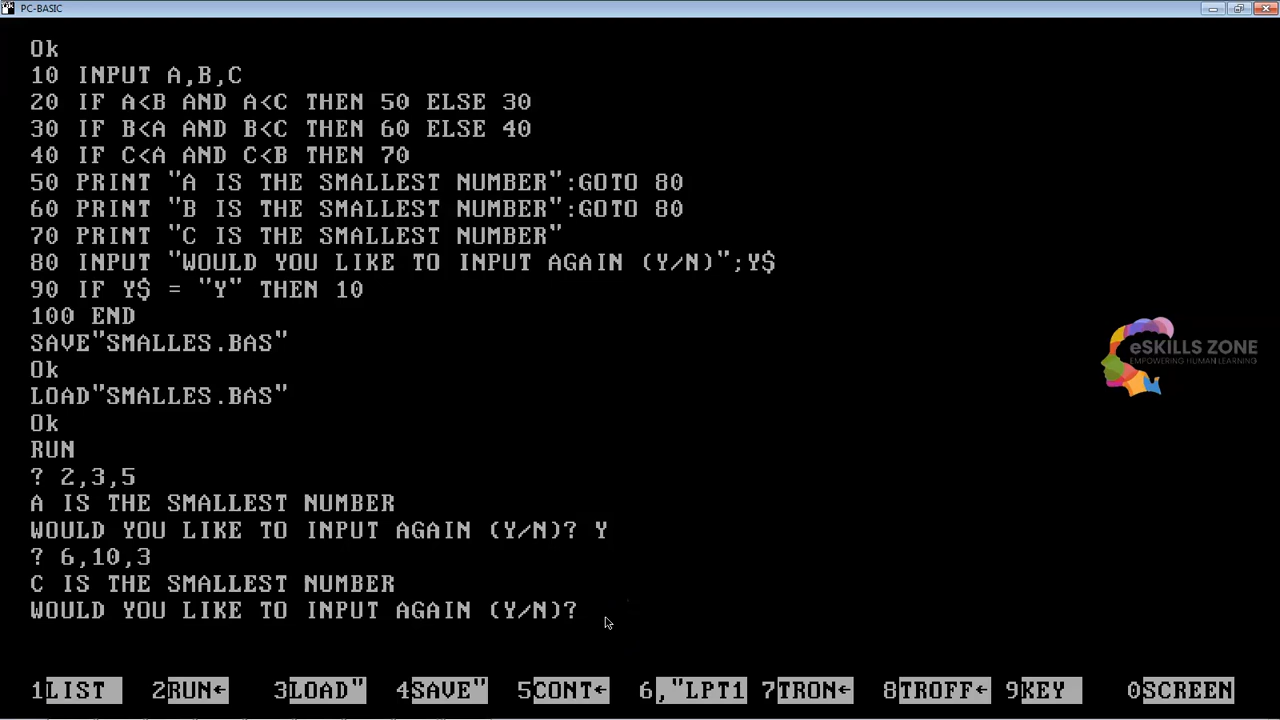 PC-BASIC
Ok
10 INPUT A,B,C
20 IF A<B AND A<C THEN 50 ELSE 30
30 IF B<A AND B<C THEN 60 ELSE 40
40 IF C<A AND C<B THEN 70
50 PRINT "A IS THE SMALLEST NUMBER":GOTO 80
60 PRINT "B IS THE SMALLEST NUMBER":GOTO 80
70 PRINT "C IS THE SMALLEST NUMBER"
80 INPUT "WOULD YOU LIKE TO INPUT AGAIN (Y/N)";Y$
90 IF Y$ = "Y" THEN 10
100 END
SAVE"SMALLES.BAS"
Ok
LOAD"SMALLES.BAS"
Ok
RUN
? 2,3,5
A IS THE SMALLEST NUMBER
WOULD YOU LIKE TO INPUT AGAIN (Y/N)? Y
? 6,10,3
C IS THE SMALLEST NUMBER
WOULD YOU LIKE TO INPUT AGAIN (Y/N)?
eSKILLS ZONE
EMPOWERING HUMAN LEARNING
1LIST 2RUN← 3LOAD" 4SAVE" 5CONT← 6,"LPT1 7TRON← 8TROFF← 9KEY 0SCREEN